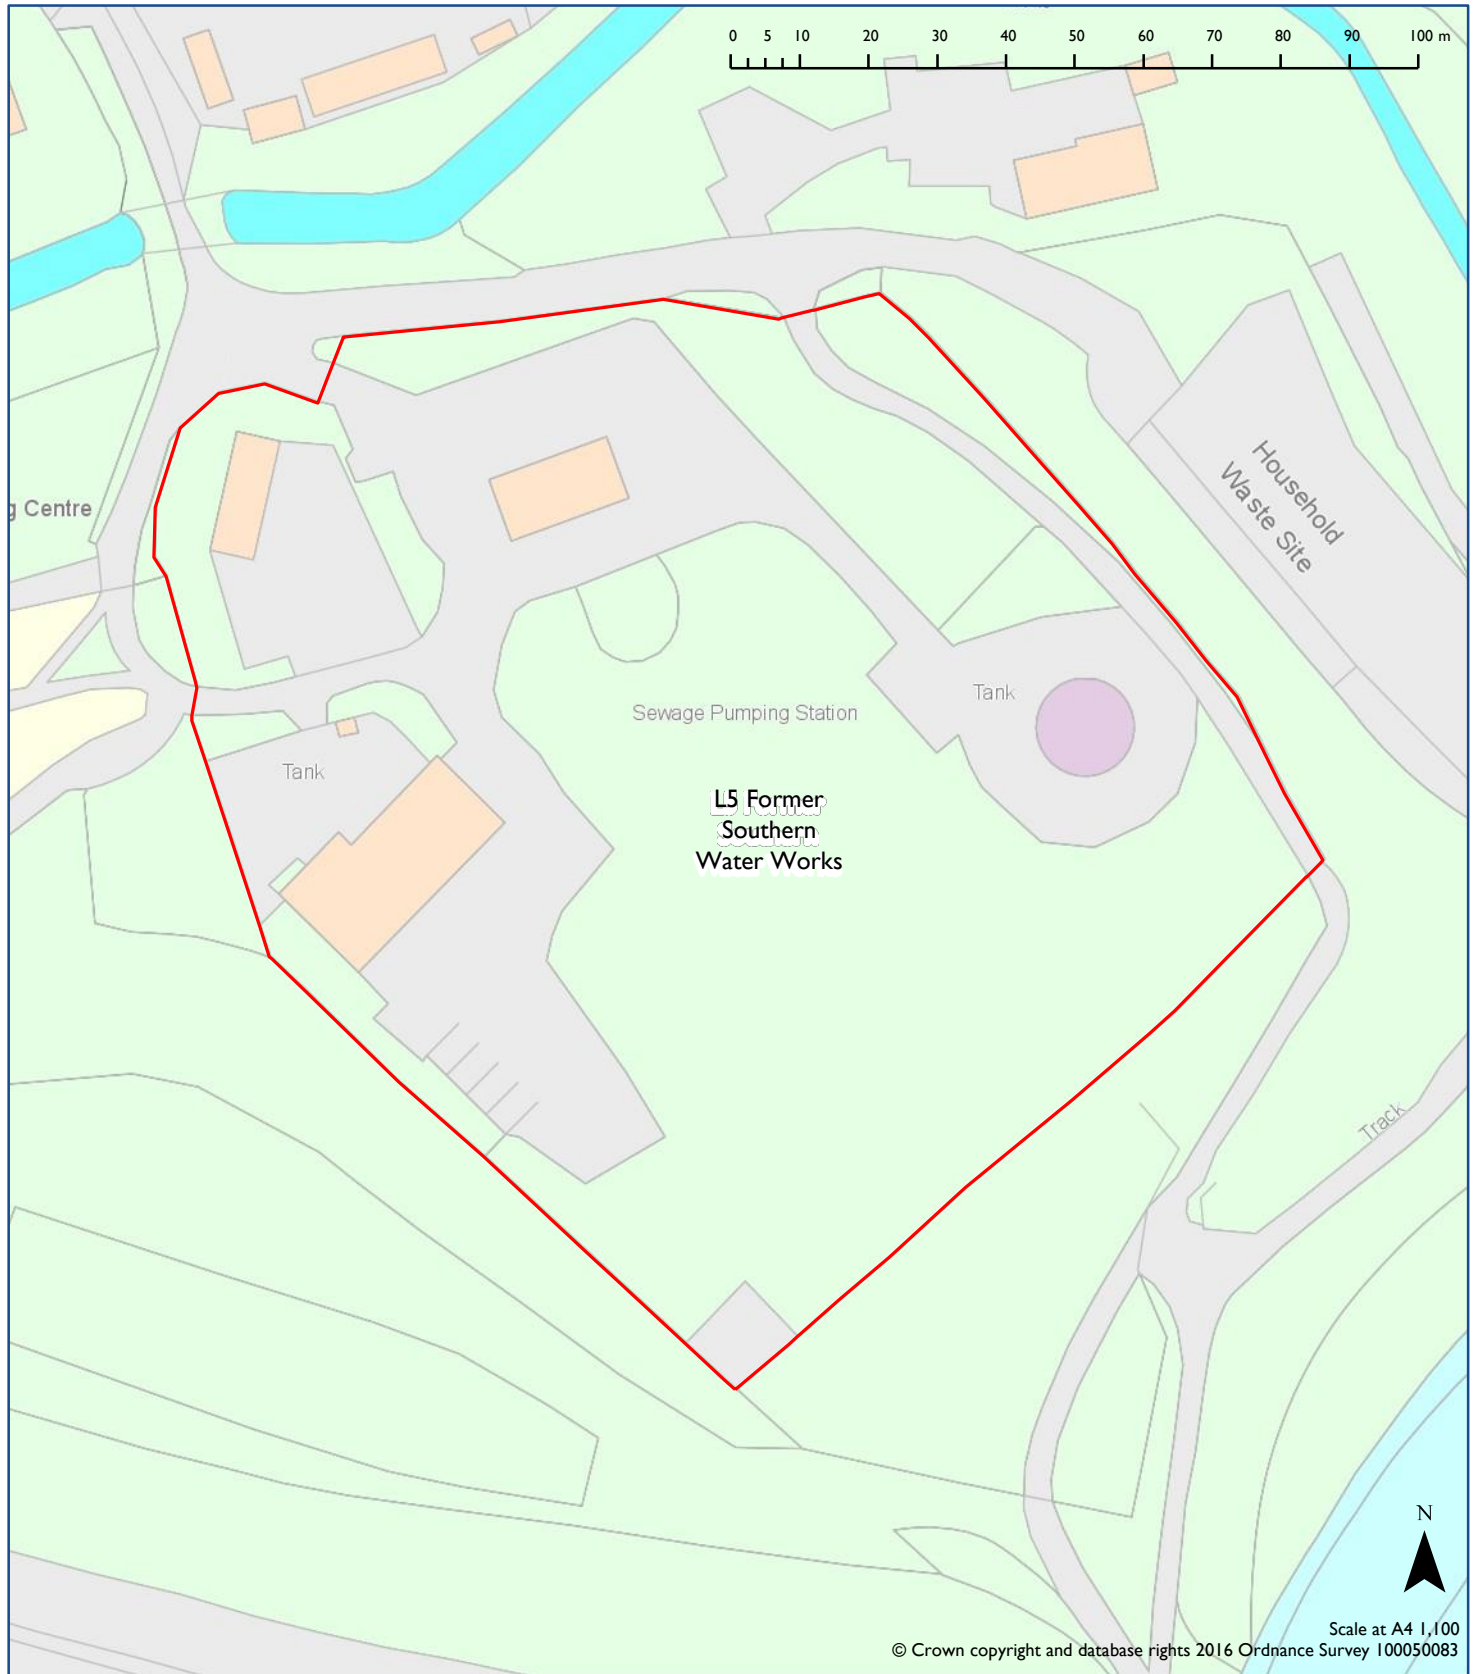 0 5 10 20 30 40 50 60 70 80 90 100 m
Household
Waste Site
g Centre
Tank
Sewage Pumping Station
Tank
L5 Former
Southern
Water Works
Track
N
Scale at A4 1,100
© Crown copyright and database rights 2016 Ordnance Survey 100050083